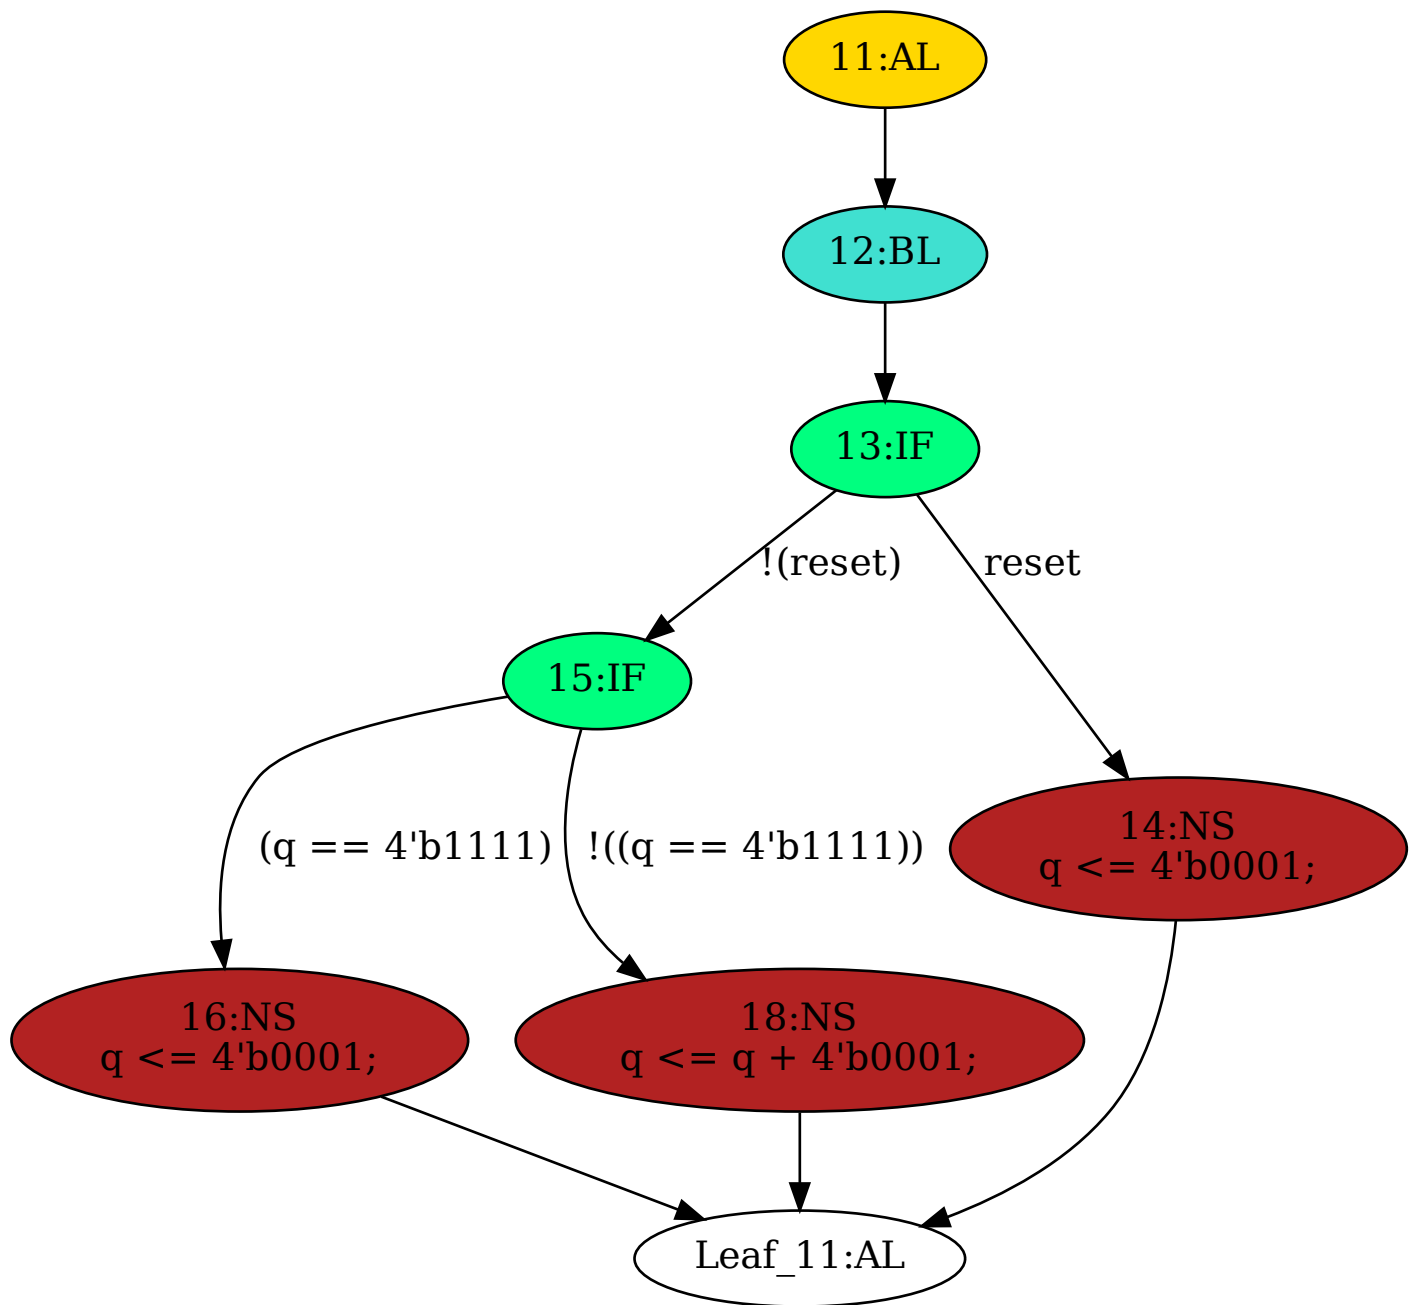 11:AL
12:BL
13:IF
!(reset)
reset
15:IF
(q == 4'b1111)
!((q == 4'b1111))
14:NS
q <= 4'b0001;
16:NS
q <= 4'b0001;
18:NS
q <= q + 4'b0001;
Leaf_11:AL